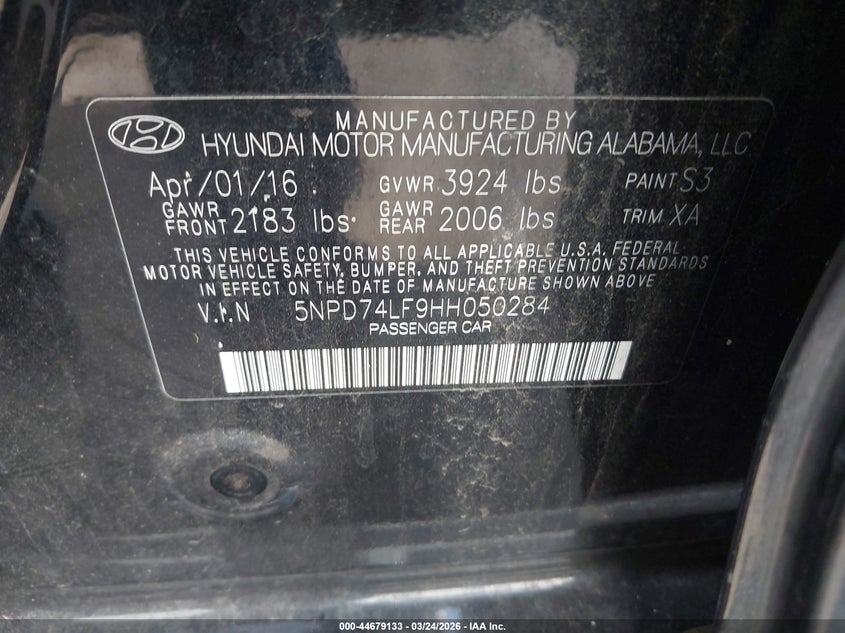 MANUFACTURED BY
HYUNDAI MOTOR MANUFACTURING ALABAMA, LLC
Apr/01/16 GVWR 3924 lbs PAINT S3
GAWR FRONT 2183 lbs GAWR REAR 2006 lbs TRIM XA
THIS VEHICLE CONFORMS TO ALL APPLICABLE U.S.A. FEDERAL
MOTOR VEHICLE SAFETY, BUMPER, AND THEFT PREVENTION STANDARDS
IN EFFECT ON THE DATE OF MANUFACTURE SHOWN ABOVE
V.I.N 5NPD74LF9HH050284
PASSENGER CAR
000-44679133 - 03/24/2026 - IAA Inc.